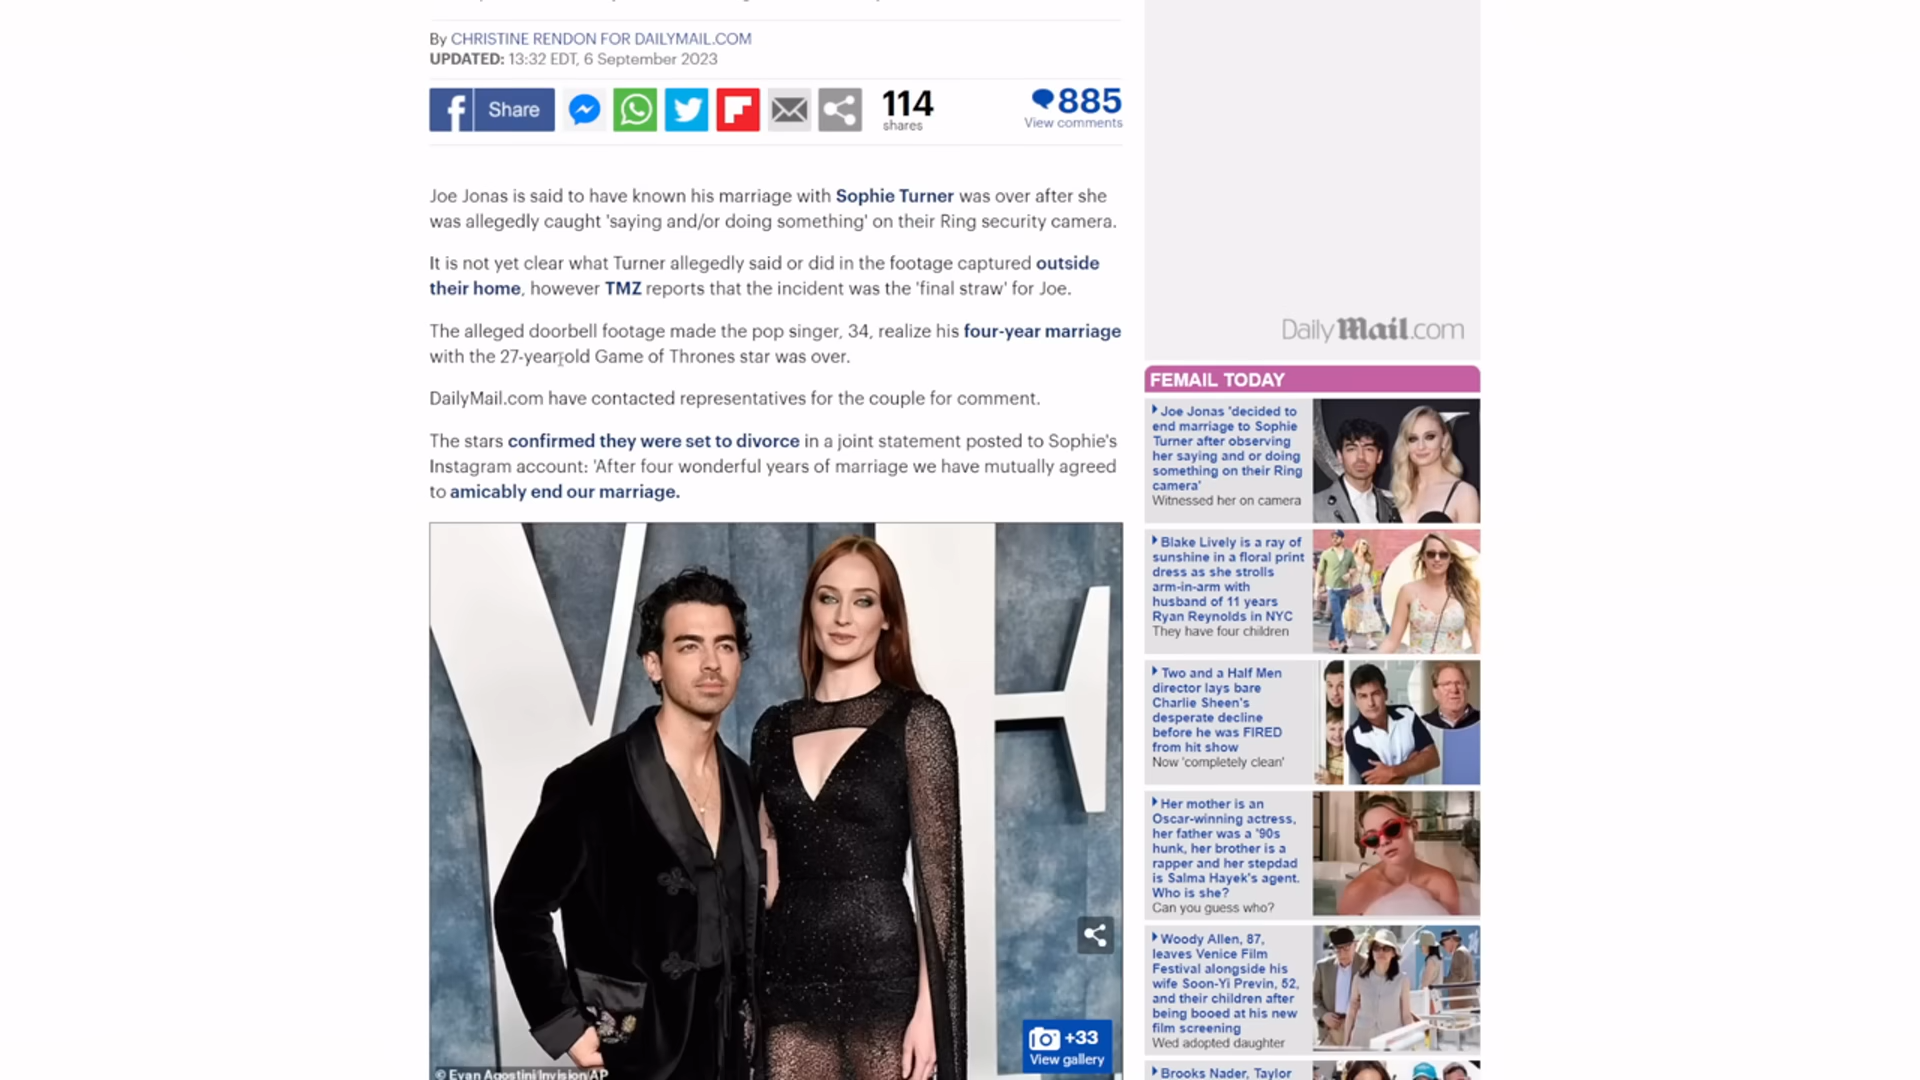 By CHRISTINE RENDON FOR DAILYMAIL.COM
UPDATED: 13:32 EDT, 6 September 2023
Share
114
shares
885
View comments
Joe Jonas is said to have known his marriage with Sophie Turner was over after she
was allegedly caught 'saying and/or doing something' on their Ring security camera.
It is not yet clear what Turner allegedly said or did in the footage captured outside
their home, however TMZ reports that the incident was the 'final straw' for Joe.
The alleged doorbell footage made the pop singer, 34, realize his four-year marriage
with the 27-year-old Game of Thrones star was over.
DailyMail.com have contacted representatives for the couple for comment.
The stars confirmed they were set to divorce in a joint statement posted to Sophie's
Instagram account: 'After four wonderful years of marriage we have mutually agreed
to amicably end our marriage.
+33
View gallery
© Evan Agostini/Invision/AP
Daily Mail.com
FEMAIL TODAY
Joe Jonas 'decided to
end marriage to Sophie
Turner after observing
her saying and or doing
something on their Ring
camera'
Witnessed her on camera
Blake Lively is a ray of
sunshine in a floral print
dress as she strolls
arm-in-arm with
husband of 11 years
Ryan Reynolds in NYC
They have four children
Two and a Half Men
director lays bare
Charlie Sheen's
desperate decline
before he was FIRED
from hit show
Now 'completely clean'
Her mother is an
Oscar-winning actress,
her father was a '90s
hunk, her brother is a
rapper and her stepdad
is Salma Hayek's agent.
Who is she?
Can you guess who?
Woody Allen, 87,
leaves Venice Film
Festival alongside his
wife Soon-Yi Previn, 52,
and their children after
being booed at his new
film screening
Wed adopted daughter
Brooks Nader, Taylor